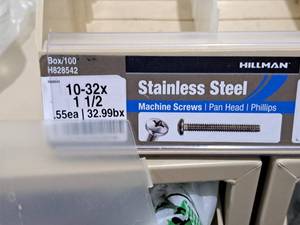 Box/100
H828542
HILLMAN
10-32x
1 1/2
.55ea | 32.99bx
Stainless Steel
Machine Screws | Pan Head | Phillips